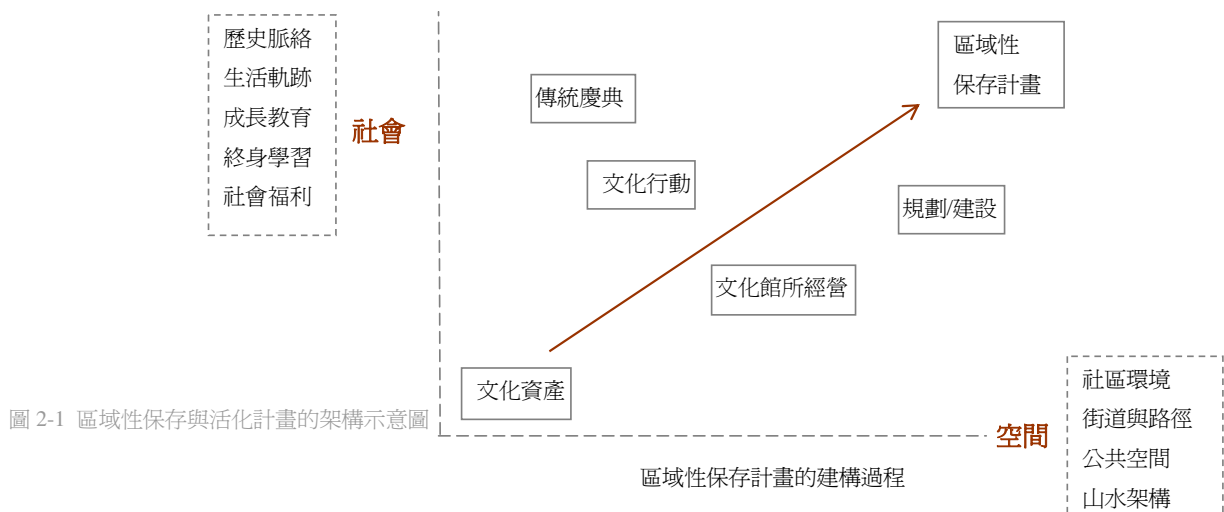 歷史脈絡
生活軌跡
成長教育
終身學習
社會福利
社會
傳統慶典
文化行動
區域性
保存計畫
規劃/建設
文化館所經營
文化資產
圖 2-1 區域性保存與活化計畫的架構示意圖
空間
區域性保存計畫的建構過程
社區環境
街道與路徑
公共空間
山水架構